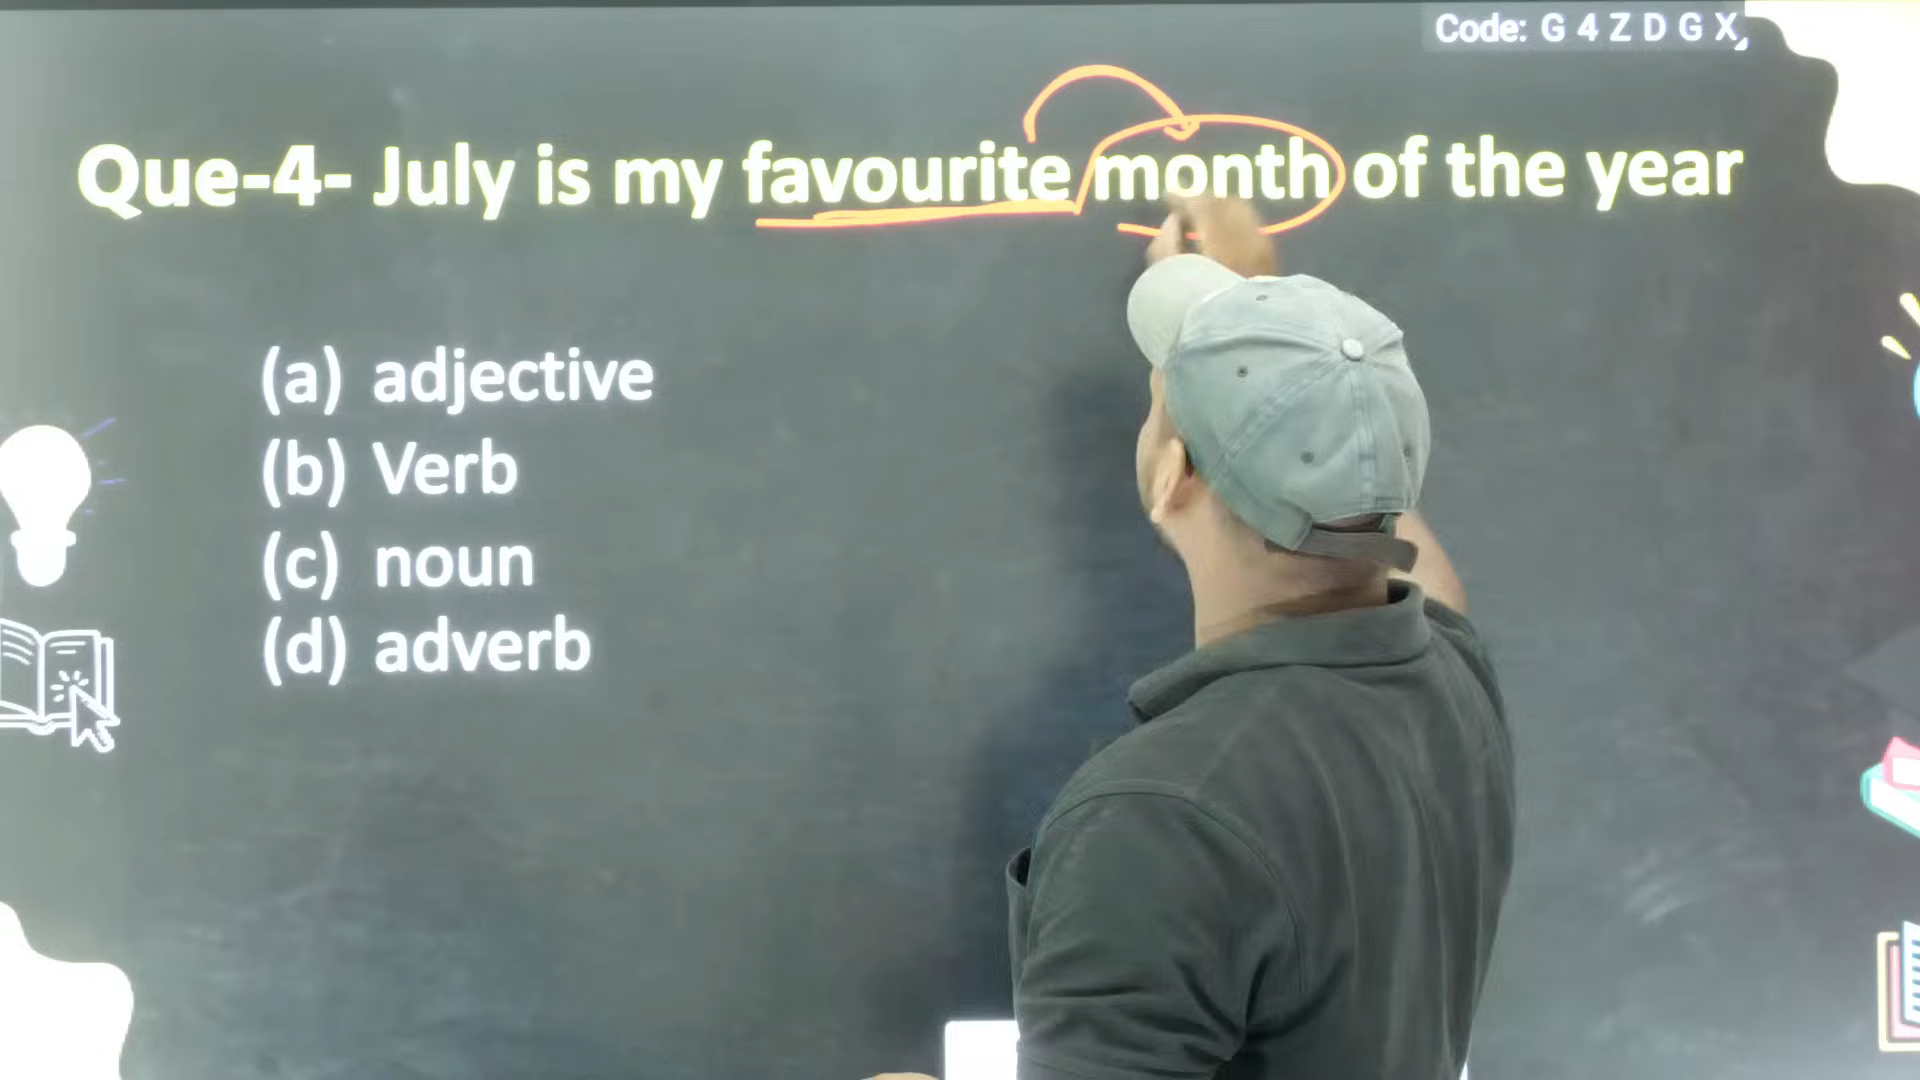 Code: G 4 Z D G X
Que-4- July is my favourite month of the year
(a) adjective
(b) Verb
(c) noun
(d) adverb